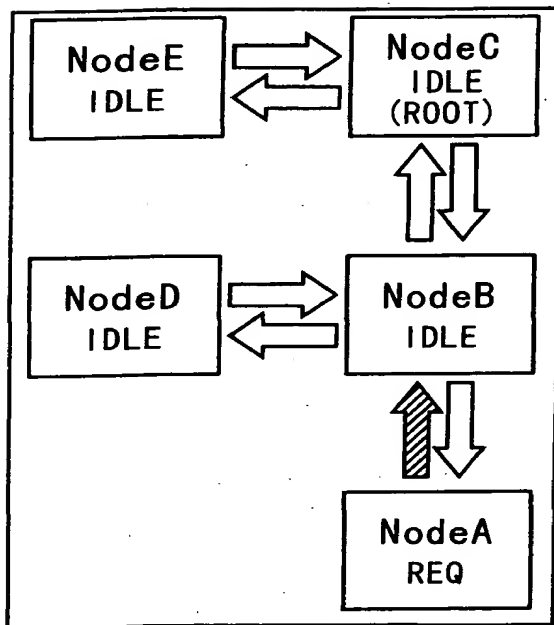 NodeE
IDLE
NodeC
IDLE
(ROOT)
NodeD
IDLE
NodeB
IDLE
NodeA
REQ